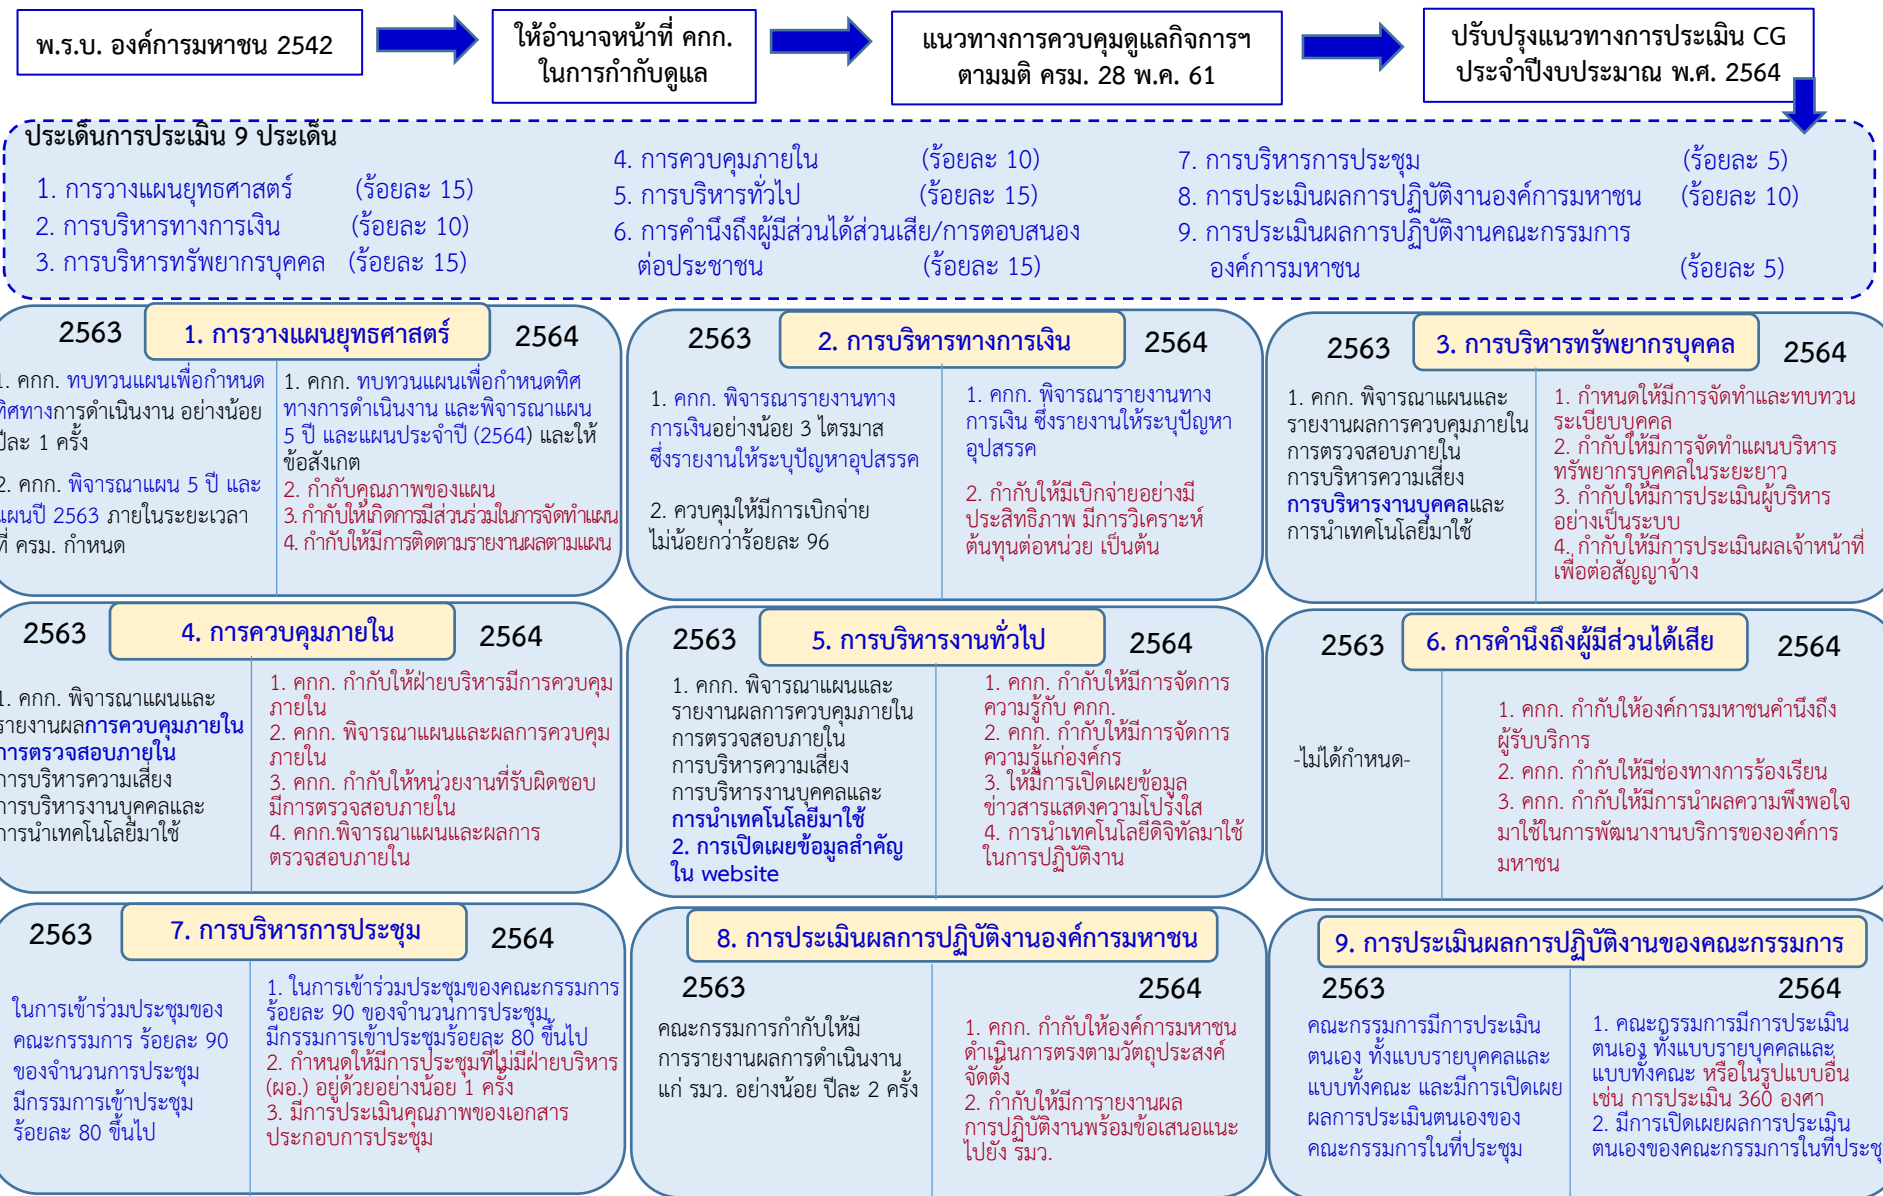 พ.ร.บ. องค์การมหาชน 2542
ให้อำนาจหน้าที่ คกก.
ในการกำกับดูแล
แนวทางการควบคุมดูแลกิจการฯ
ตามมติ ครม. 28 พ.ค. 61
ปรับปรุงแนวทางการประเมิน CG
ประจำปีงบประมาณ พ.ศ. 2564
ประเด็นการประเมิน 9 ประเด็น
1. การวางแผนยุทธศาสตร์ (ร้อยละ 15)
2. การบริหารทางการเงิน (ร้อยละ 10)
3. การบริหารทรัพยากรบุคคล (ร้อยละ 15)
4. การควบคุมภายใน (ร้อยละ 10)
5. การบริหารทั่วไป (ร้อยละ 15)
6. การคำนึงถึงผู้มีส่วนได้ส่วนเสีย/การตอบสนอง
ต่อประชาชน (ร้อยละ 15)
7. การบริหารการประชุม (ร้อยละ 5)
8. การประเมินผลการปฏิบัติงานองค์การมหาชน (ร้อยละ 10)
9. การประเมินผลการปฏิบัติงานคณะกรรมการ
องค์การมหาชน (ร้อยละ 5)
2563
1. การวางแผนยุทธศาสตร์
2564
1. คกก. ทบทวนแผนเพื่อกำหนด
ทิศทางการดำเนินงาน อย่างน้อย
ปีละ 1 ครั้ง
2. คกก. พิจารณาแผน 5 ปี และ
แผนปี 2563 ภายในระยะเวลา
ที่ ครม. กำหนด
1. คกก. ทบทวนแผนเพื่อกำหนดทิศ
ทางการดำเนินงาน และพิจารณาแผน
5 ปี และแผนประจำปี (2564) และให้
ข้อสังเกต
2. กำกับคุณภาพของแผน
3. กำกับให้เกิดการมีส่วนร่วมในการจัดทำแผน
4. กำกับให้มีการติดตามรายงานผลตามแผน
2563
2. การบริหารทางการเงิน
2564
1. คกก. พิจารณารายงานทาง
การเงินอย่างน้อย 3 ไตรมาส
ซึ่งรายงานให้ระบุปัญหาอุปสรรค
2. ควบคุมให้มีการเบิกจ่าย
ไม่น้อยกว่าร้อยละ 96
1. คกก. พิจารณารายงานทาง
การเงิน ซึ่งรายงานให้ระบุปัญหา
อุปสรรค
2. กำกับให้มีเบิกจ่ายอย่างมี
ประสิทธิภาพ มีการวิเคราะห์
ต้นทุนต่อหน่วย เป็นต้น
2563
3. การบริหารทรัพยากรบุคคล
2564
1. คกก. พิจารณาแผนและ
รายงานผลการควบคุมภายใน
การตรวจสอบภายใน
การบริหารความเสี่ยง
การบริหารงานบุคคลและ
การนำเทคโนโลยีมาใช้
1. กำหนดให้มีการจัดทำและทบทวน
ระเบียบบุคคล
2. กำกับให้มีการจัดทำแผนบริหาร
ทรัพยากรบุคคลในระยะยาว
3. กำกับให้มีการประเมินผู้บริหาร
อย่างเป็นระบบ
4. กำกับให้มีการประเมินผลเจ้าหน้าที่
เพื่อต่อสัญญาจ้าง
2563
4. การควบคุมภายใน
2564
1. คกก. พิจารณาแผนและ
รายงานผลการควบคุมภายใน
การตรวจสอบภายใน
การบริหารความเสี่ยง
การบริหารงานบุคคลและ
การนำเทคโนโลยีมาใช้
1. คกก. กำกับให้ฝ่ายบริหารมีการควบคุม
ภายใน
2. คกก. พิจารณาแผนและผลการควบคุม
ภายใน
3. คกก. กำกับให้หน่วยงานที่รับผิดชอบ
มีการตรวจสอบภายใน
4. คกก.พิจารณาแผนและผลการ
ตรวจสอบภายใน
2563
5. การบริหารงานทั่วไป
2564
1. คกก. พิจารณาแผนและ
รายงานผลการควบคุมภายใน
การตรวจสอบภายใน
การบริหารความเสี่ยง
การบริหารงานบุคคลและ
การนำเทคโนโลยีมาใช้
2. การเปิดเผยข้อมูลสำคัญ
ใน website
1. คกก. กำกับให้มีการจัดการ
ความรู้กับ คกก.
2. คกก. กำกับให้มีการจัดการ
ความรู้แก่องค์กร
3. ให้มีการเปิดเผยข้อมูล
ข่าวสารแสดงความโปร่งใส
4. การนำเทคโนโลยีดิจิทัลมาใช้
ในการปฏิบัติงาน
2563
6. การคำนึงถึงผู้มีส่วนได้เสีย
2564
-ไม่ได้กำหนด-
1. คกก. กำกับให้องค์การมหาชนคำนึงถึง
ผู้รับบริการ
2. คกก. กำกับให้มีช่องทางการร้องเรียน
3. คกก. กำกับให้มีการนำผลความพึงพอใจ
มาใช้ในการพัฒนางานบริการขององค์การ
มหาชน
2563
7. การบริหารการประชุม
2564
ในการเข้าร่วมประชุมของ
คณะกรรมการ ร้อยละ 90
ของจำนวนการประชุม
มีกรรมการเข้าประชุม
ร้อยละ 80 ขึ้นไป
1. ในการเข้าร่วมประชุมของคณะกรรมการ
ร้อยละ 90 ของจำนวนการประชุม
มีกรรมการเข้าประชุมร้อยละ 80 ขึ้นไป
2. กำหนดให้มีการประชุมที่ไม่มีฝ่ายบริหาร
(ผอ.) อยู่ด้วยอย่างน้อย 1 ครั้ง
3. มีการประเมินคุณภาพของเอกสาร
ประกอบการประชุม
8. การประเมินผลการปฏิบัติงานองค์การมหาชน
2563
2564
คณะกรรมการกำกับให้มี
การรายงานผลการดำเนินงาน
แก่ รมว. อย่างน้อย ปีละ 2 ครั้ง
1. คกก. กำกับให้องค์การมหาชน
ดำเนินการตรงตามวัตถุประสงค์
จัดตั้ง
2. กำกับให้มีการายงานผล
การปฏิบัติงานพร้อมข้อเสนอแนะ
ไปยัง รมว.
9. การประเมินผลการปฏิบัติงานของคณะกรรมการ
2563
2564
คณะกรรมการมีการประเมิน
ตนเอง ทั้งแบบรายบุคคลและ
แบบทั้งคณะ และมีการเปิดเผย
ผลการประเมินตนเองของ
คณะกรรมการในที่ประชุม
1. คณะกรรมการมีการประเมิน
ตนเอง ทั้งแบบรายบุคคลและ
แบบทั้งคณะ หรือในรูปแบบอื่น
เช่น การประเมิน 360 องศา
2. มีการเปิดเผยผลการประเมิน
ตนเองของคณะกรรมการในที่ประชุ